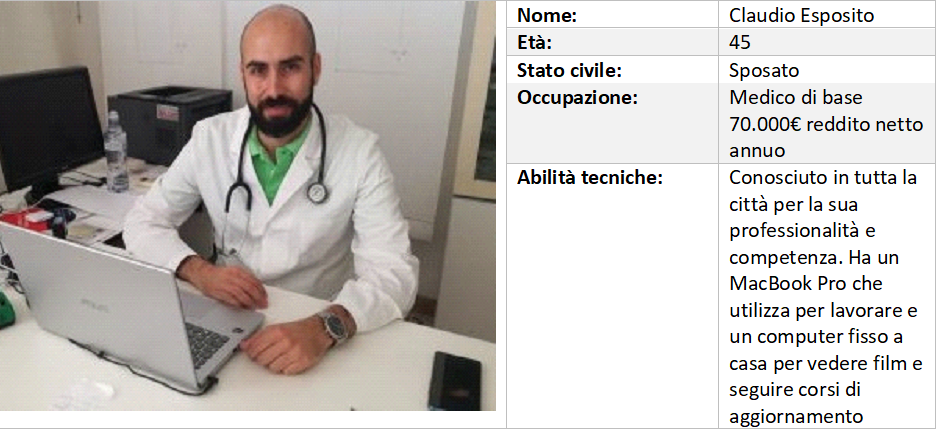 Nome: Claudio Esposito
Età: 45
Stato civile: Sposato
Occupazione: Medico di base
70.000€ reddito netto
annuo
Abilità tecniche: Conosciuto in tutta la
città per la sua
professionalità e
competenza. Ha un
MacBook Pro che
utilizza per lavorare e
un computer fisso a
casa per vedere film e
seguire corsi di
aggiornamento
ASUS